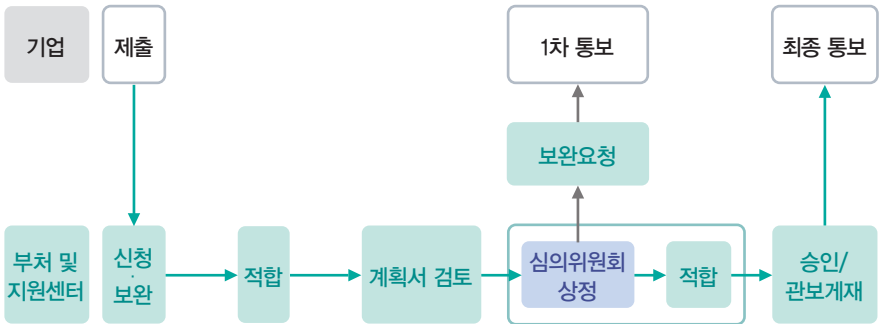 기업
제출
1차 통보
최종 통보
보완요청
부처 및
지원센터
신청
·
보완
적합
계획서 검토
심의위원회
상정
적합
승인/
관보게재